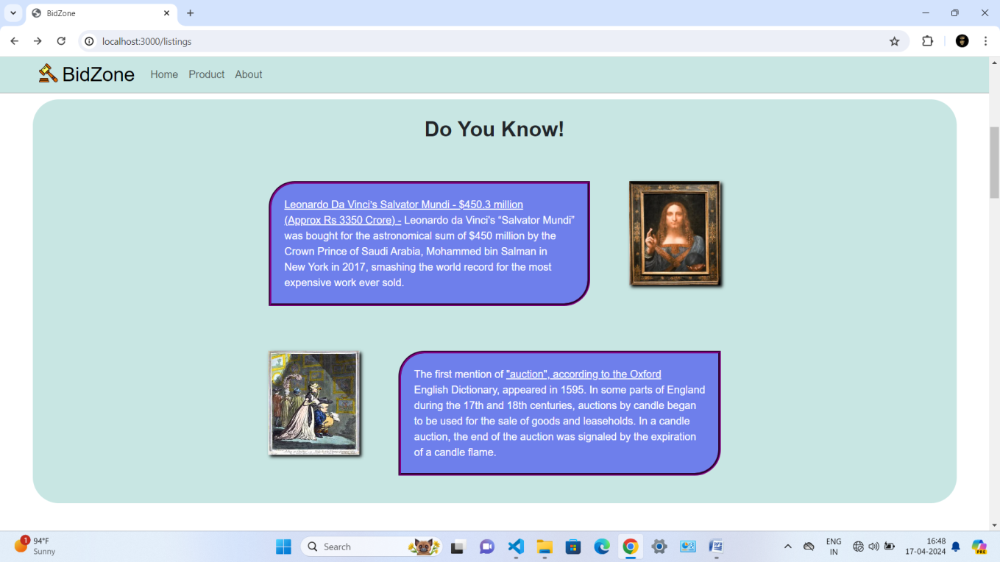 BidZone
localhost:3000/listings
BidZone Home Product About
Do You Know!
Leonardo Da Vinci's Salvator Mundi - $450.3 million
(Approx Rs 3350 Crore) - Leonardo da Vinci's “Salvator Mundi”
was bought for the astronomical sum of $450 million by the
Crown Prince of Saudi Arabia, Mohammed bin Salman in
New York in 2017, smashing the world record for the most
expensive work ever sold.
The first mention of "auction", according to the Oxford
English Dictionary, appeared in 1595. In some parts of England
during the 17th and 18th centuries, auctions by candle began
to be used for the sale of goods and leaseholds. In a candle
auction, the end of the auction was signaled by the expiration
of a candle flame.
1
94°F
Sunny
Search
ENG
IN
16:48
17-04-2024
PRE